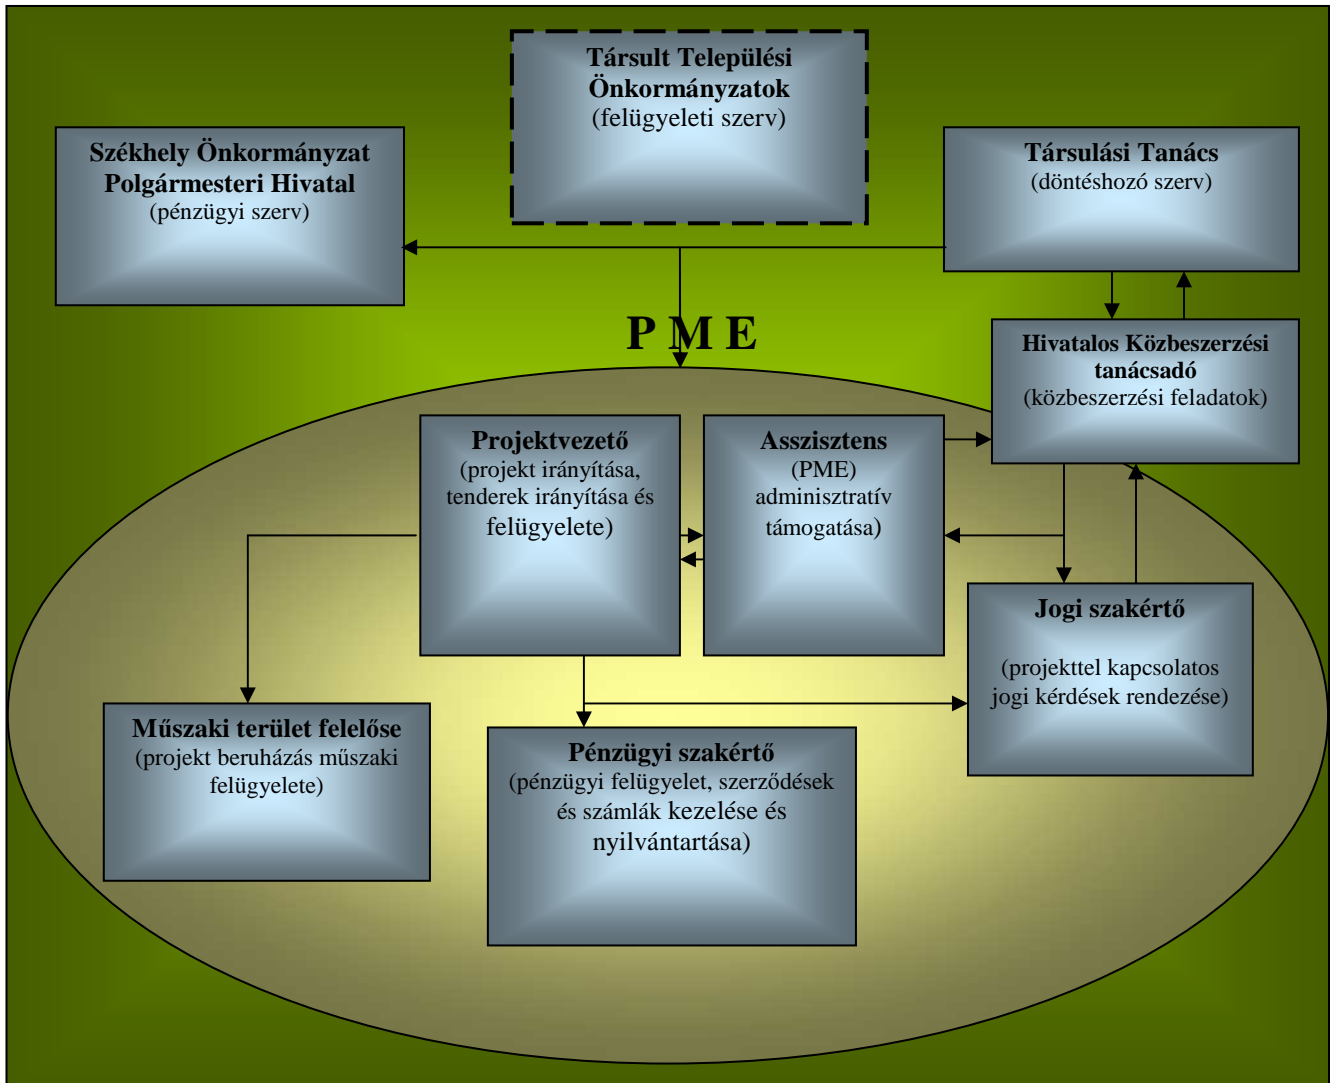 Társult Települési
Önkormányzatok
(felügyeleti szerv)
Székhely Önkormányzat
Polgármesteri Hivatal
(pénzügyi szerv)
Társulási Tanács
(döntéshozó szerv)
P M E
Hivatalos Közbeszerzési
tanácsadó
(közbeszerzési feladatok)
Projektvezető
(projekt irányítása,
tenderek irányítása és
felügyelete)
Asszisztens
(PME)
adminisztratív
támogatása)
Jogi szakértő
(projekttel kapcsolatos
jogi kérdések rendezése)
Műszaki terület felelőse
(projekt beruházás műszaki
felügyelete)
Pénzügyi szakértő
(pénzügyi felügyelet, szerződések
és számlák kezelése és
nyilvántartása)